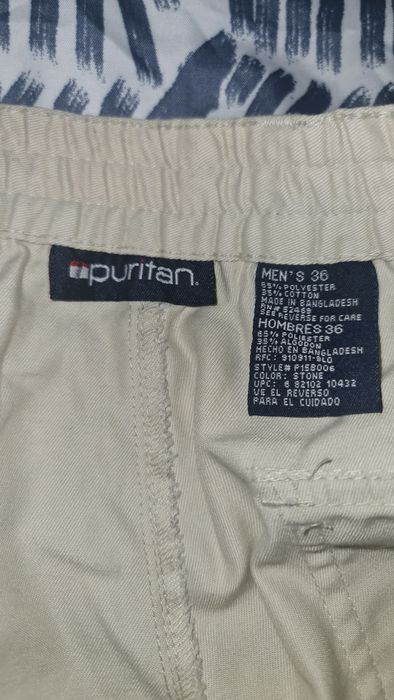 puritan.
MEN'S 36
65% POLYESTER
35% COTTON
MADE IN BANGLADESH
RN# 52469
SEE REVERSE FOR CARE
HOMBRES 36
65% POLIESTER
35% ALGODON
HECHO EN BANGLADESH
RFC: 910911-BL0
STYLE# P158006
COLOR: STONE
UPC: 6 82102 10432
VE EL REVERSO
PARA EL CUIDADO